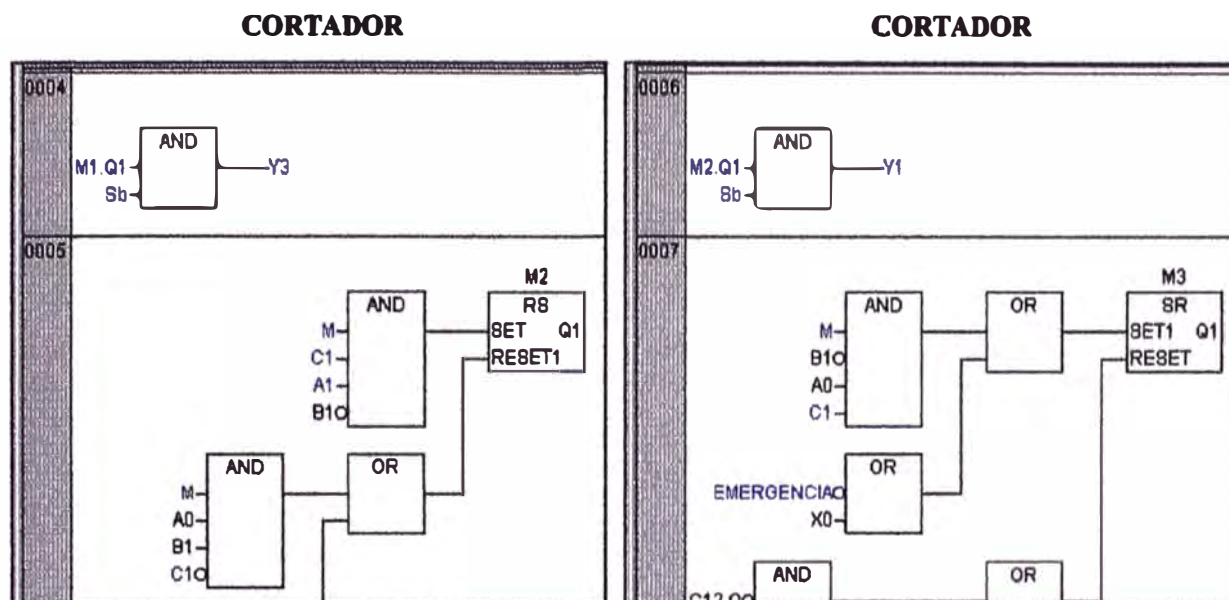 CORTADOR
0004
AND
M1.Q1
Y3
Sb
0005
M2
AND
RS
M
SET Q1
C1
RESET1
A1
B1
AND
OR
M
A0
B1
C1
CORTADOR
0006
AND
M2.Q1
Y1
Sb
0007
M3
AND
OR
SR
M
SET1 Q1
B1
RESET
A0
C1
OR
EMERGENCIA
X0
AND
OR